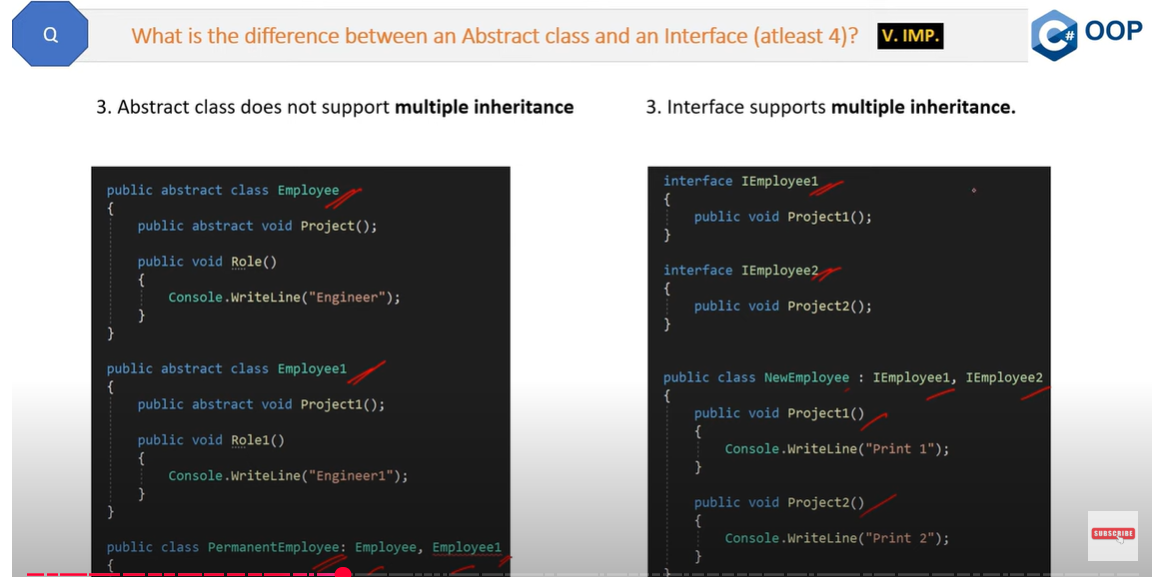 Q
What is the difference between an Abstract class and an Interface (atleast 4)?
V. IMP.
C#
OOP
3. Abstract class does not support multiple inheritance
public abstract class Employee
{
public abstract void Project();
public void Role()
{
Console.WriteLine("Engineer");
}
}
public abstract class Employee1
{
public abstract void Project1();
public void Role1()
{
Console.WriteLine("Engineer1");
}
}
public class PermanentEmployee: Employee, Employee1
{
3. Interface supports multiple inheritance.
interface IEmployee1
{
public void Project1();
}
interface IEmployee2
{
public void Project2();
}
public class NewEmployee : IEmployee1, IEmployee2
{
public void Project1()
{
Console.WriteLine("Print 1");
}
public void Project2()
{
Console.WriteLine("Print 2");
}
}
SUBSCRIBE